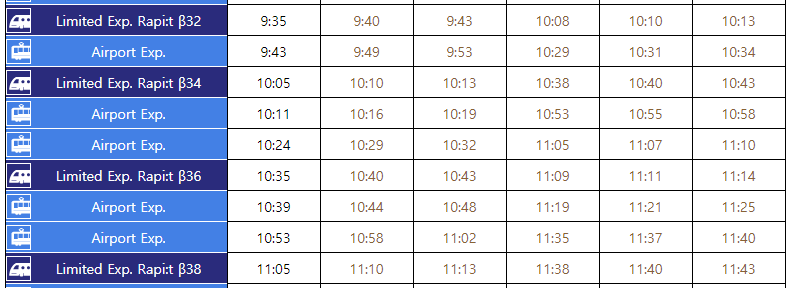 Limited Exp. Rapi:t β32 9:35 9:40 9:43 10:08 10:10 10:13
Airport Exp. 9:43 9:49 9:53 10:29 10:31 10:34
Limited Exp. Rapi:t β34 10:05 10:10 10:13 10:38 10:40 10:43
Airport Exp. 10:11 10:16 10:19 10:53 10:55 10:58
Airport Exp. 10:24 10:29 10:32 11:05 11:07 11:10
Limited Exp. Rapi:t β36 10:35 10:40 10:43 11:09 11:11 11:14
Airport Exp. 10:39 10:44 10:48 11:19 11:21 11:25
Airport Exp. 10:53 10:58 11:02 11:35 11:37 11:40
Limited Exp. Rapi:t β38 11:05 11:10 11:13 11:38 11:40 11:43